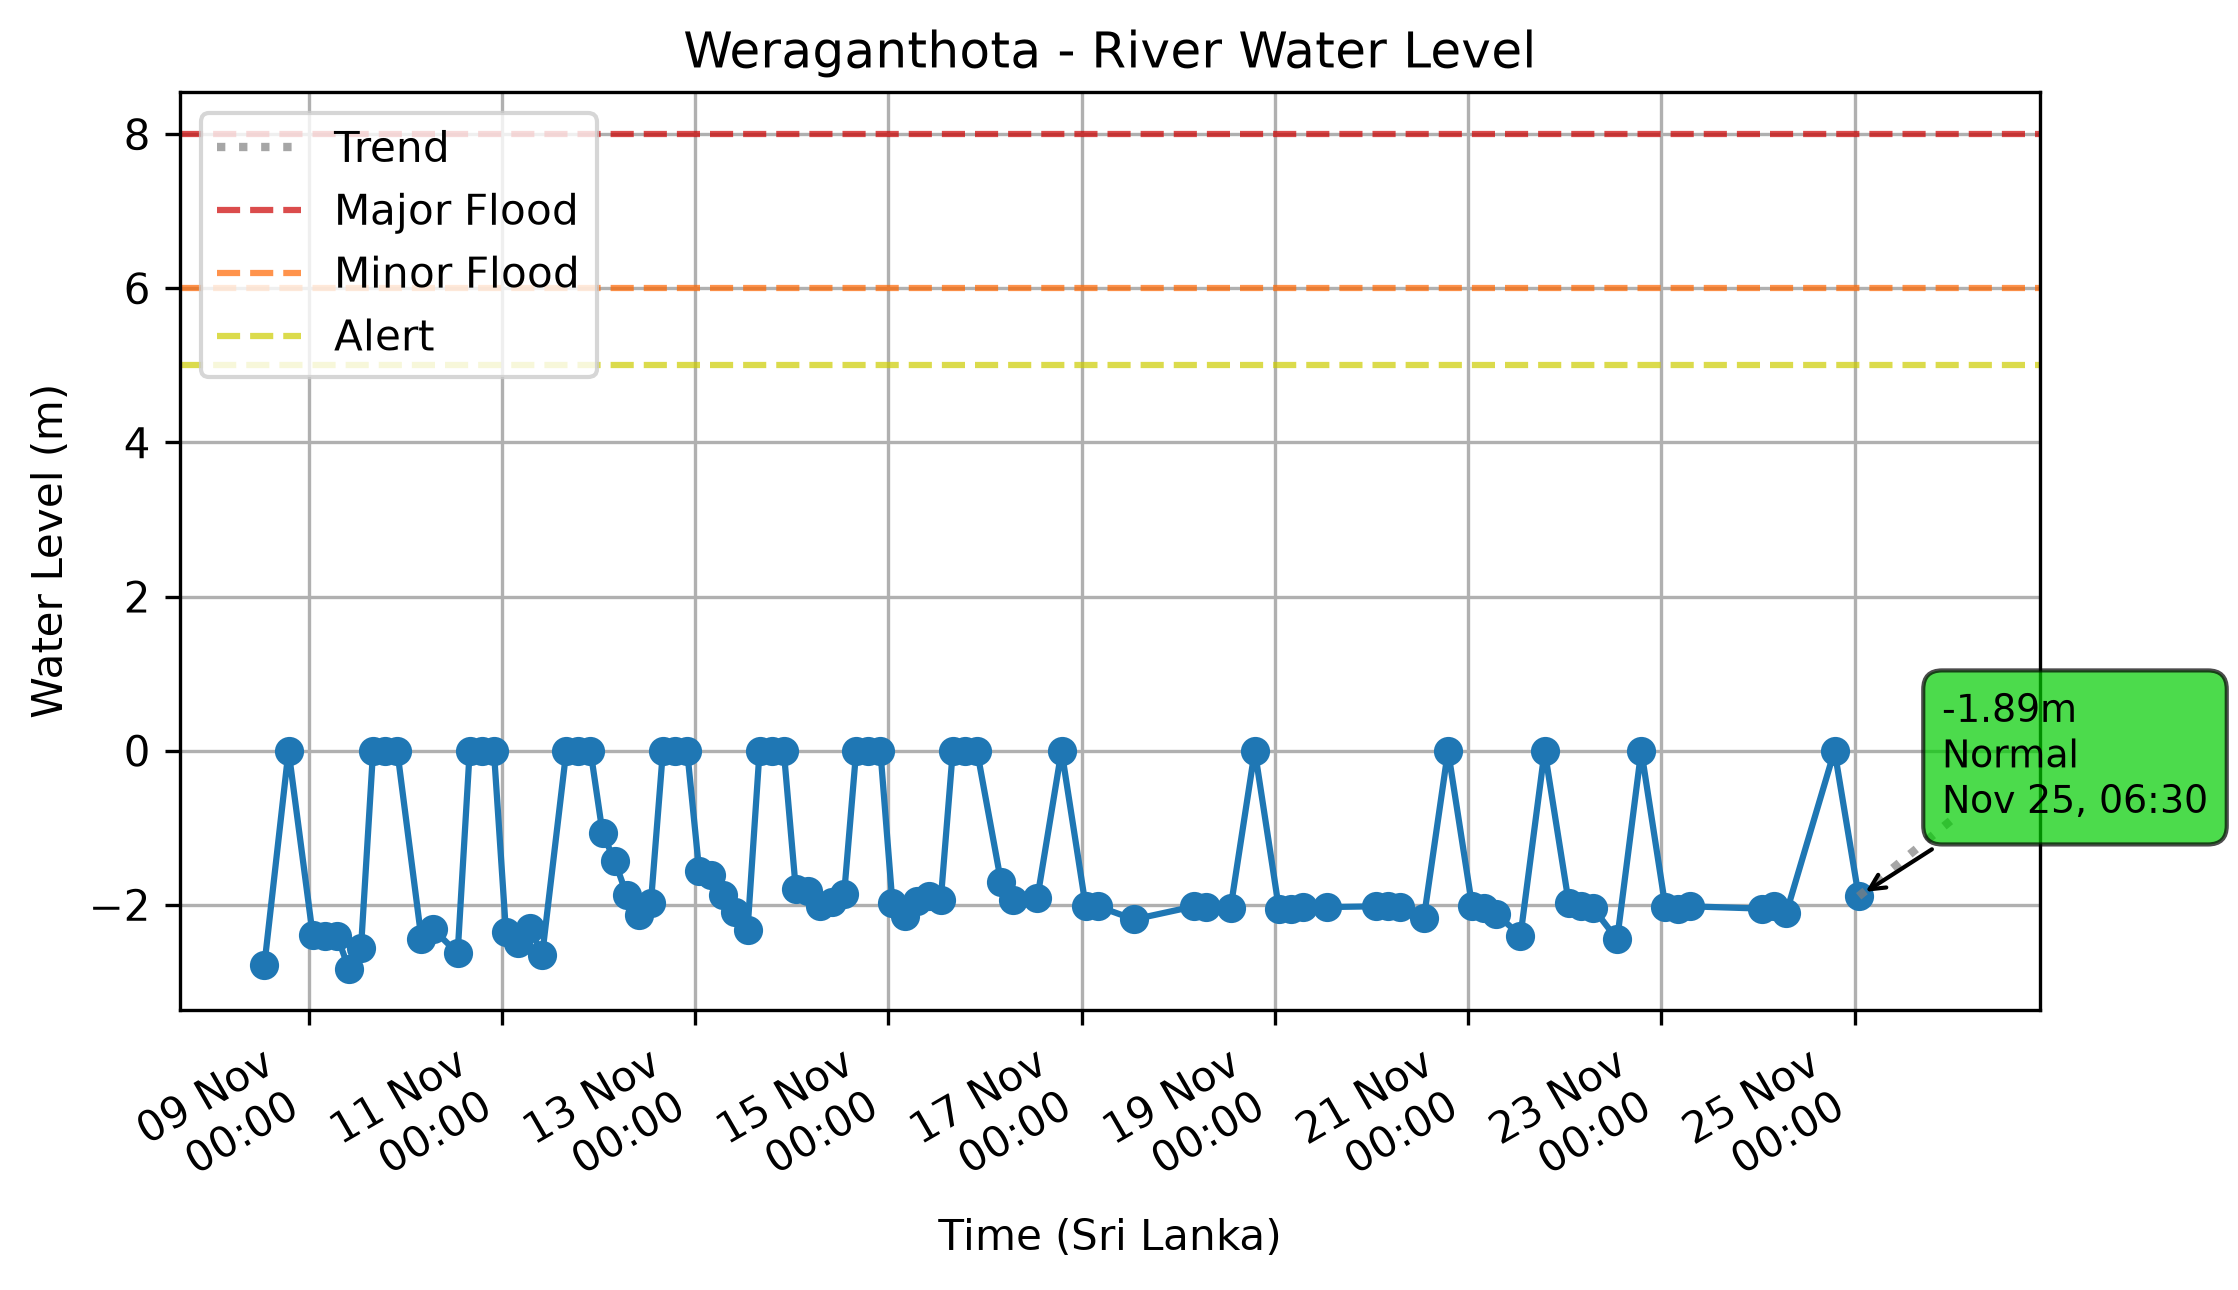 Weraganthota - River Water Level
Trend
Major Flood
Minor Flood
Alert
Water Level (m)
8
6
4
2
0
−2
-1.89m
Normal
Nov 25, 06:30
09 Nov
00:00
11 Nov
00:00
13 Nov
00:00
15 Nov
00:00
17 Nov
00:00
19 Nov
00:00
21 Nov
00:00
23 Nov
00:00
25 Nov
00:00
Time (Sri Lanka)